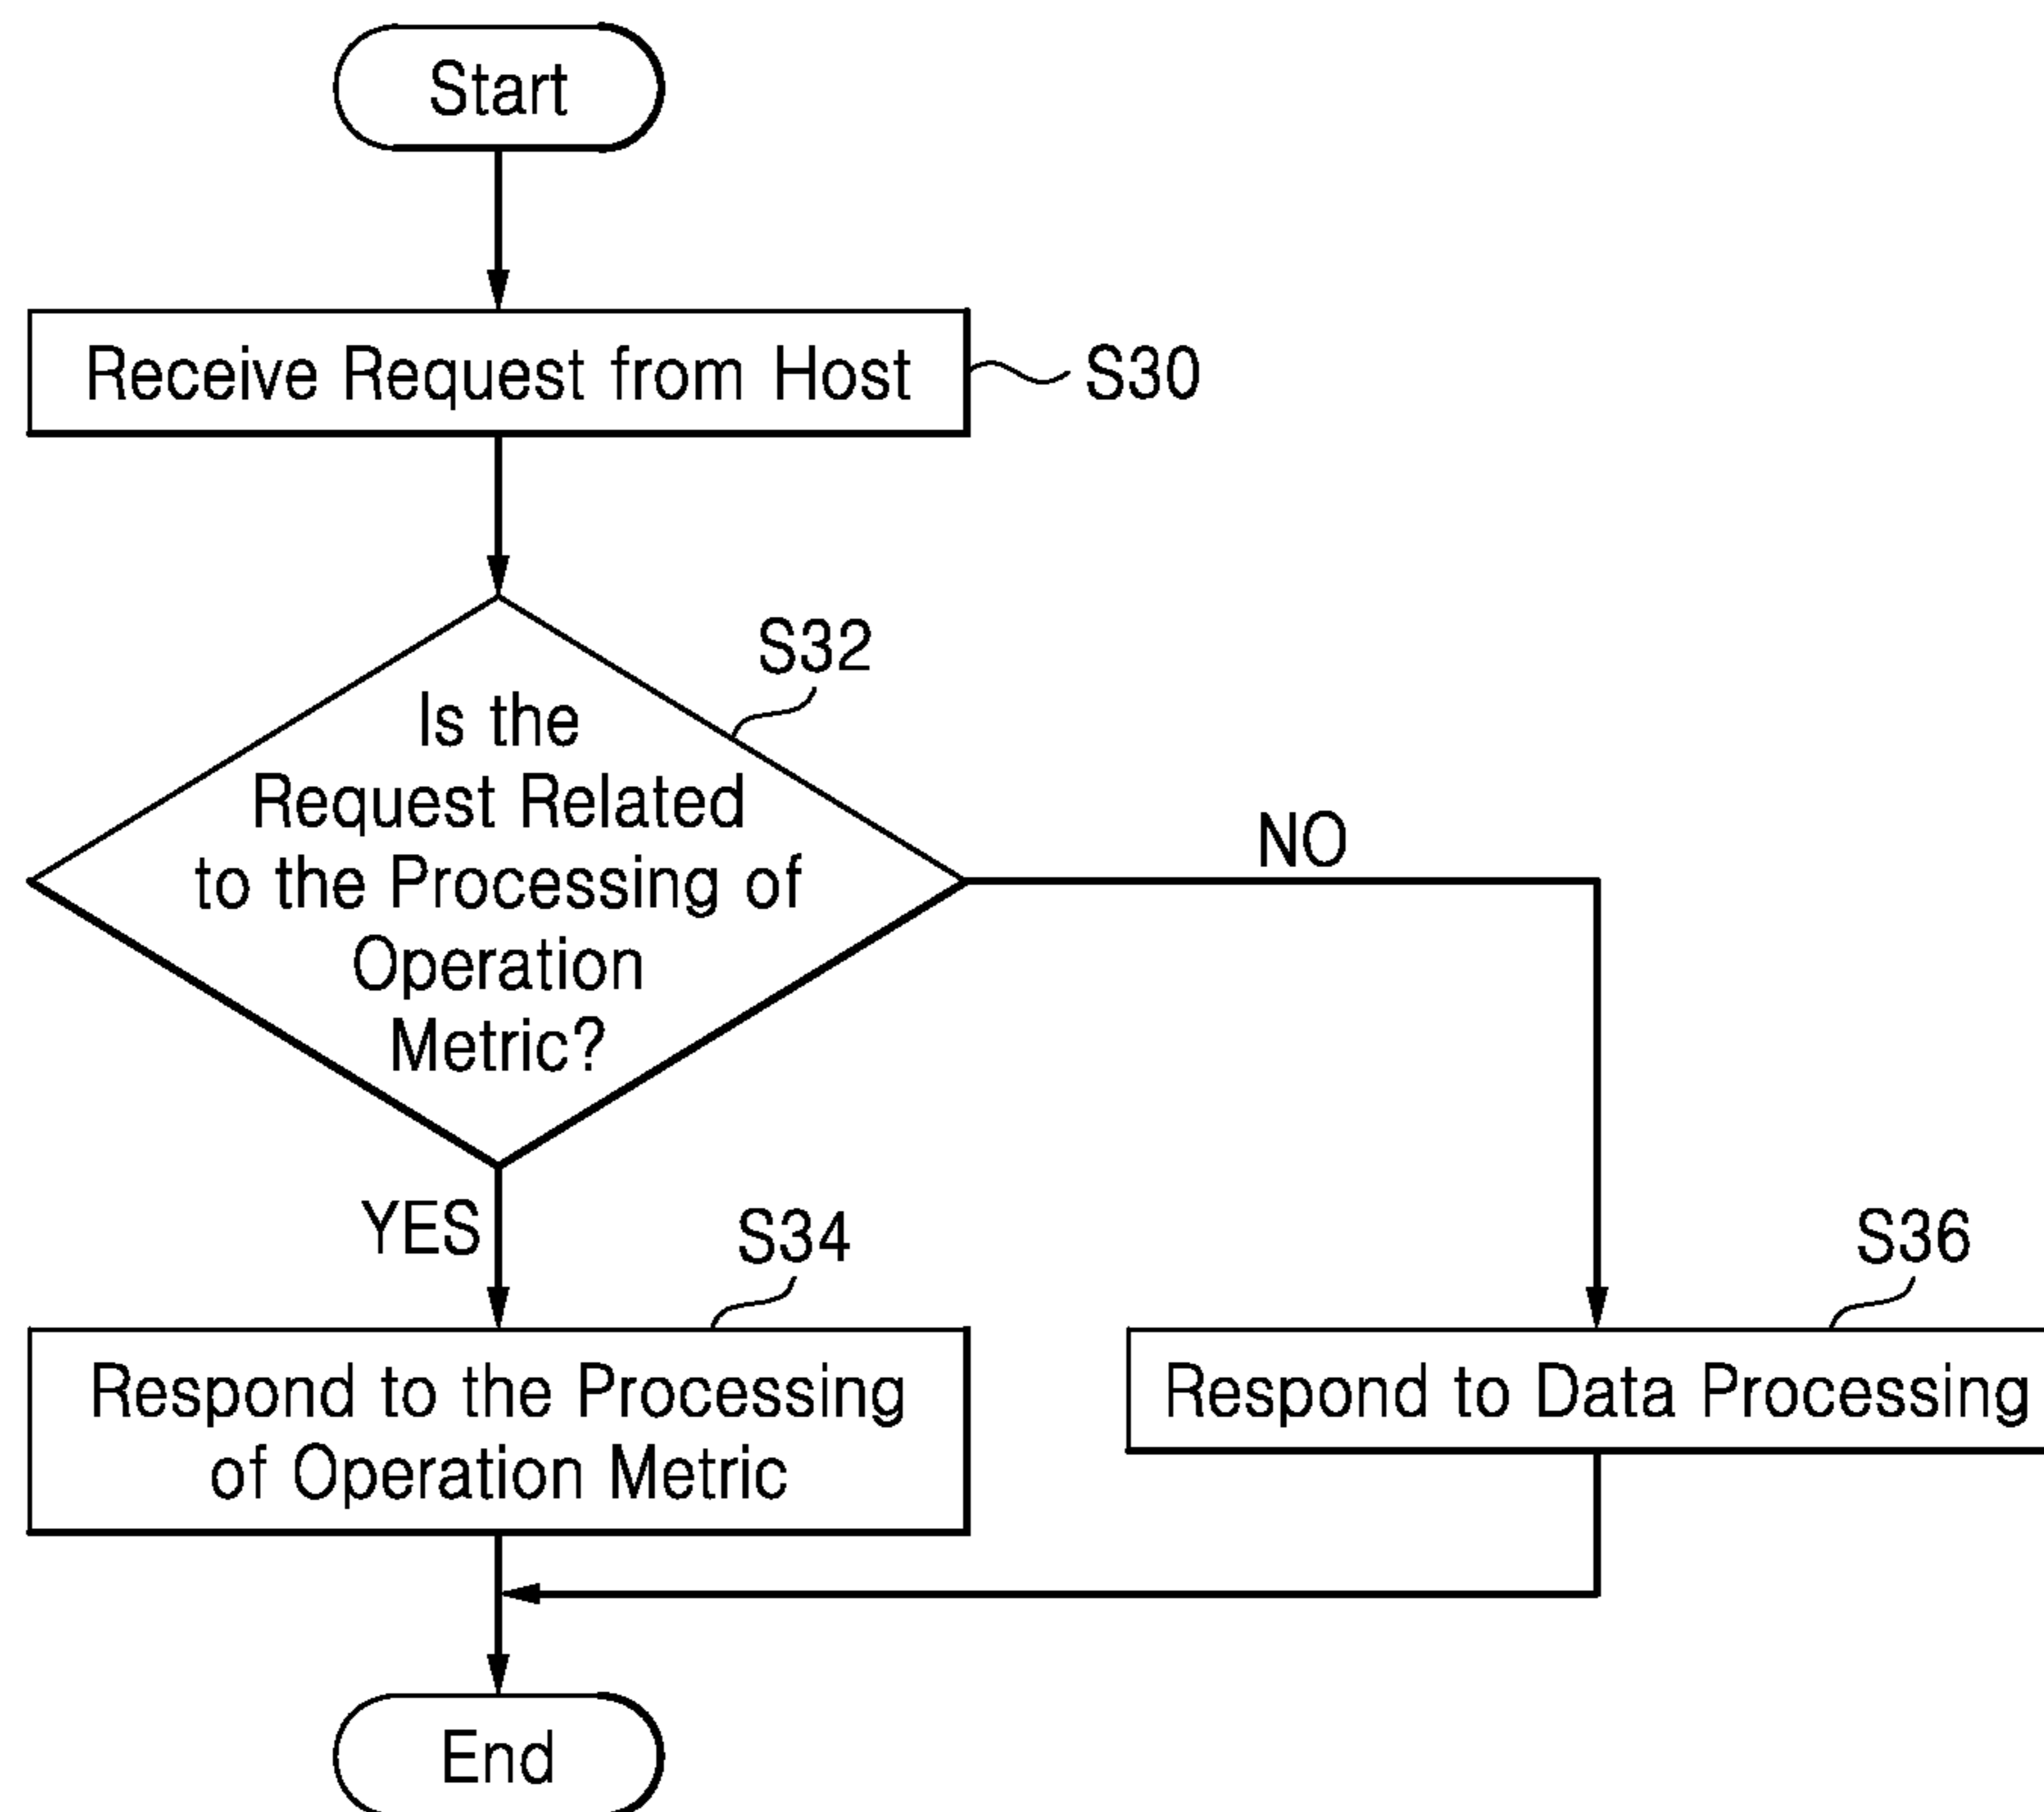 Start
Receive Request from Host
S30
S32
Is the
Request Related
to the Processing of
Operation
Metric?
NO
YES
S34
Respond to the Processing
of Operation Metric
S36
Respond to Data Processing
End